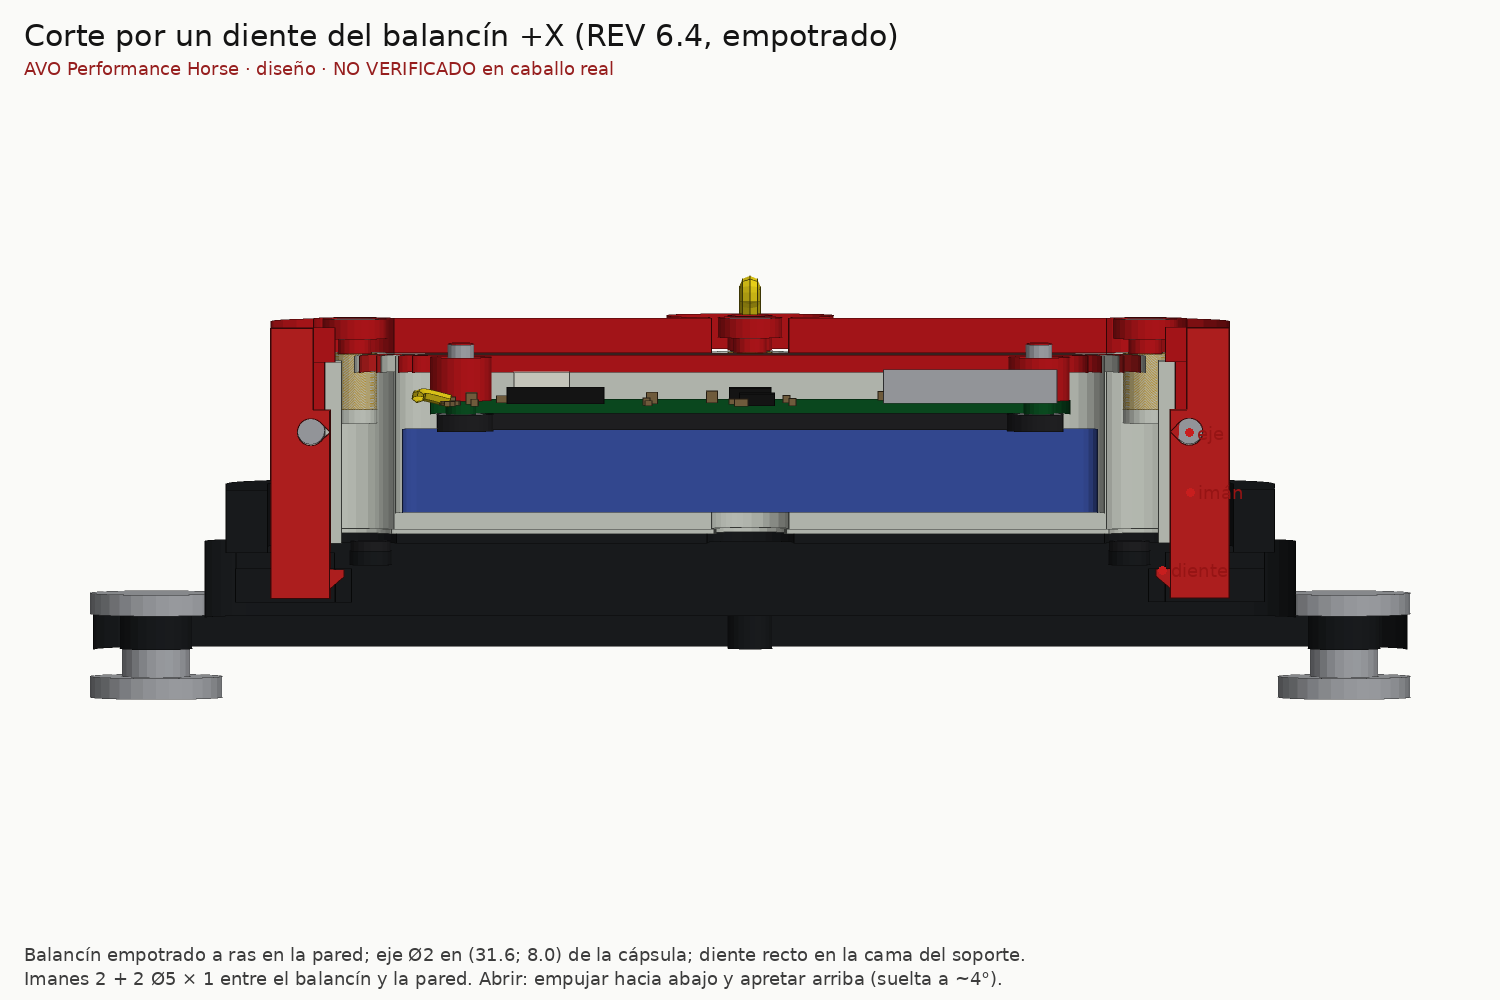 Corte por un diente del balancín +X (REV 6.4, empotrado)
AVO Performance Horse · diseño · NO VERIFICADO en caballo real
eje
iman
diente
Balancín empotrado a ras en la pared; eje Ø2 en (31.6; 8.0) de la cápsula; diente recto en la cama del soporte.
Imanes 2 + 2 Ø5 × 1 entre el balancín y la pared. Abrir: empujar hacia abajo y apretar arriba (suelta a ~4°).